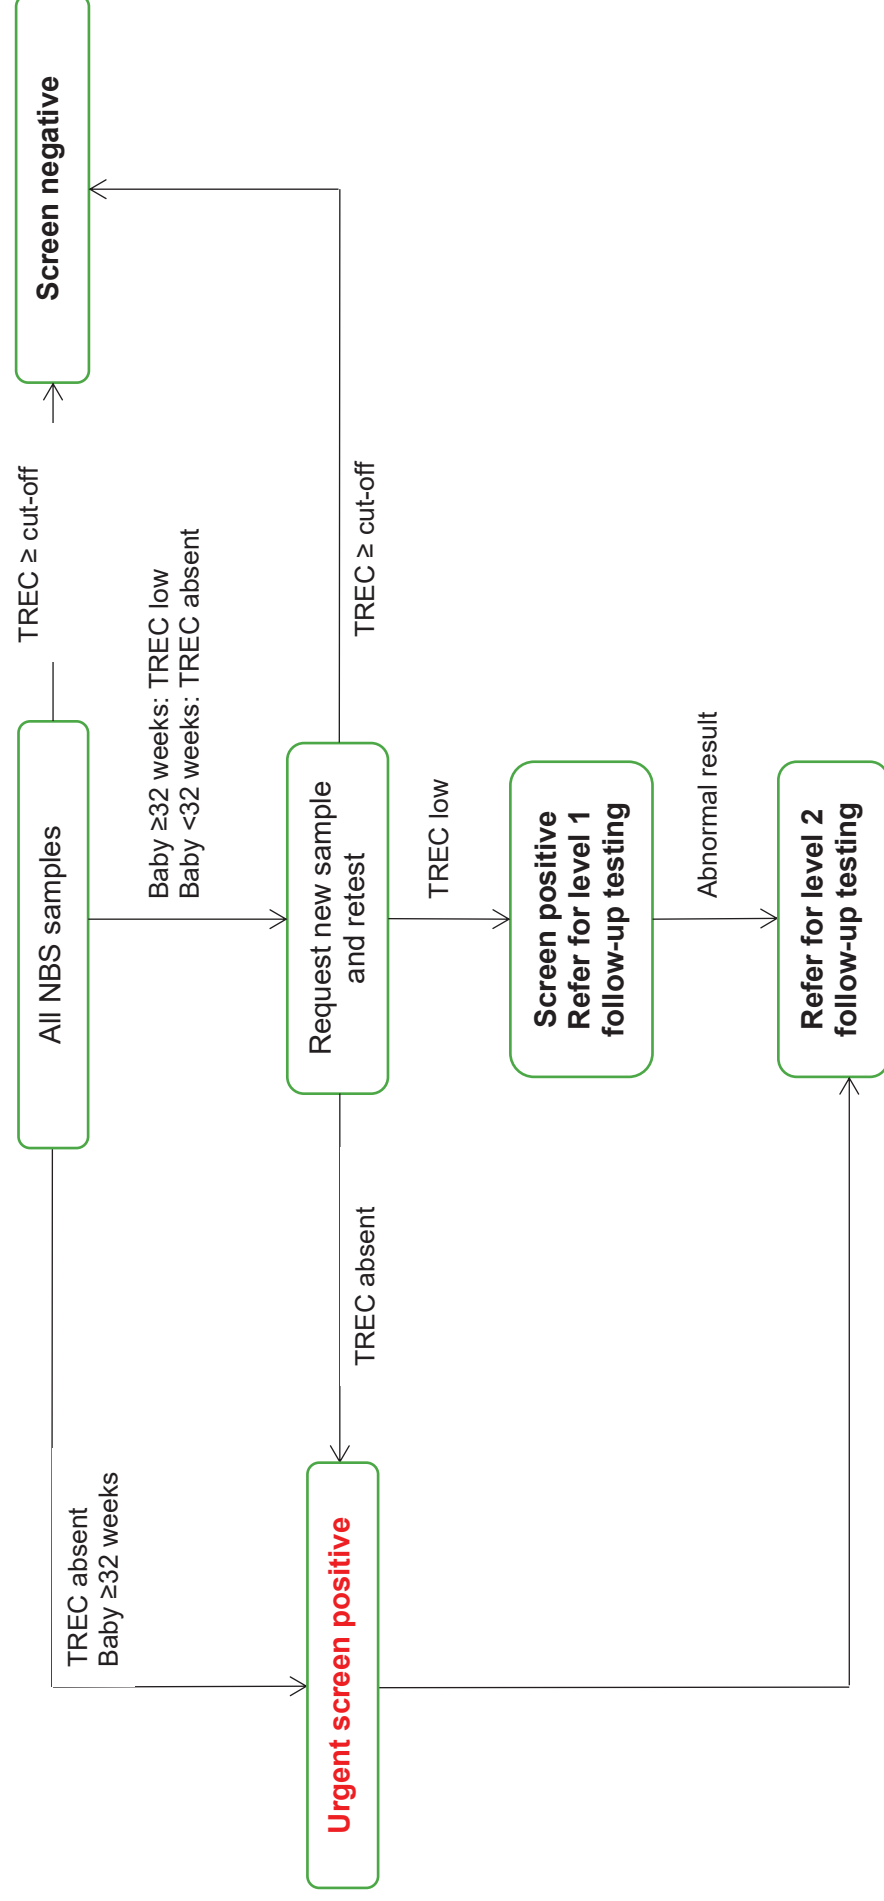 All NBS samples
TREC ≥ cut-off
Screen negative
TREC absent
Baby ≥32 weeks
Baby ≥32 weeks: TREC low
Baby <32 weeks: TREC absent
Urgent screen positive
TREC absent
Request new sample
and retest
TREC ≥ cut-off
TREC low
Screen positive
Refer for level 1
follow-up testing
Abnormal result
Refer for level 2
follow-up testing